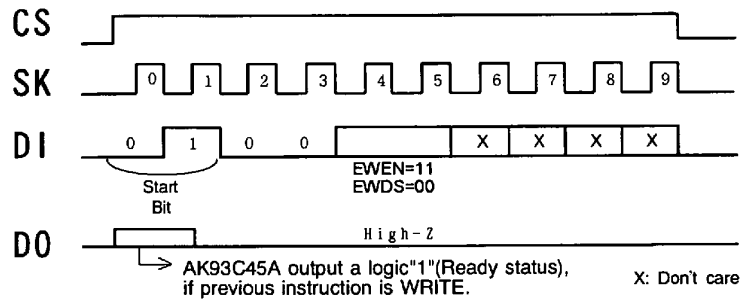 CS
SK 0 1 2 3 4 5 6 7 8 9
DI 0 1 0 0 X X X X
EWEN=11
EWDS=00
Start
Bit
DO High-Z
AK93C45A output a logic"1"(Ready status),
if previous instruction is WRITE.
X: Don't care